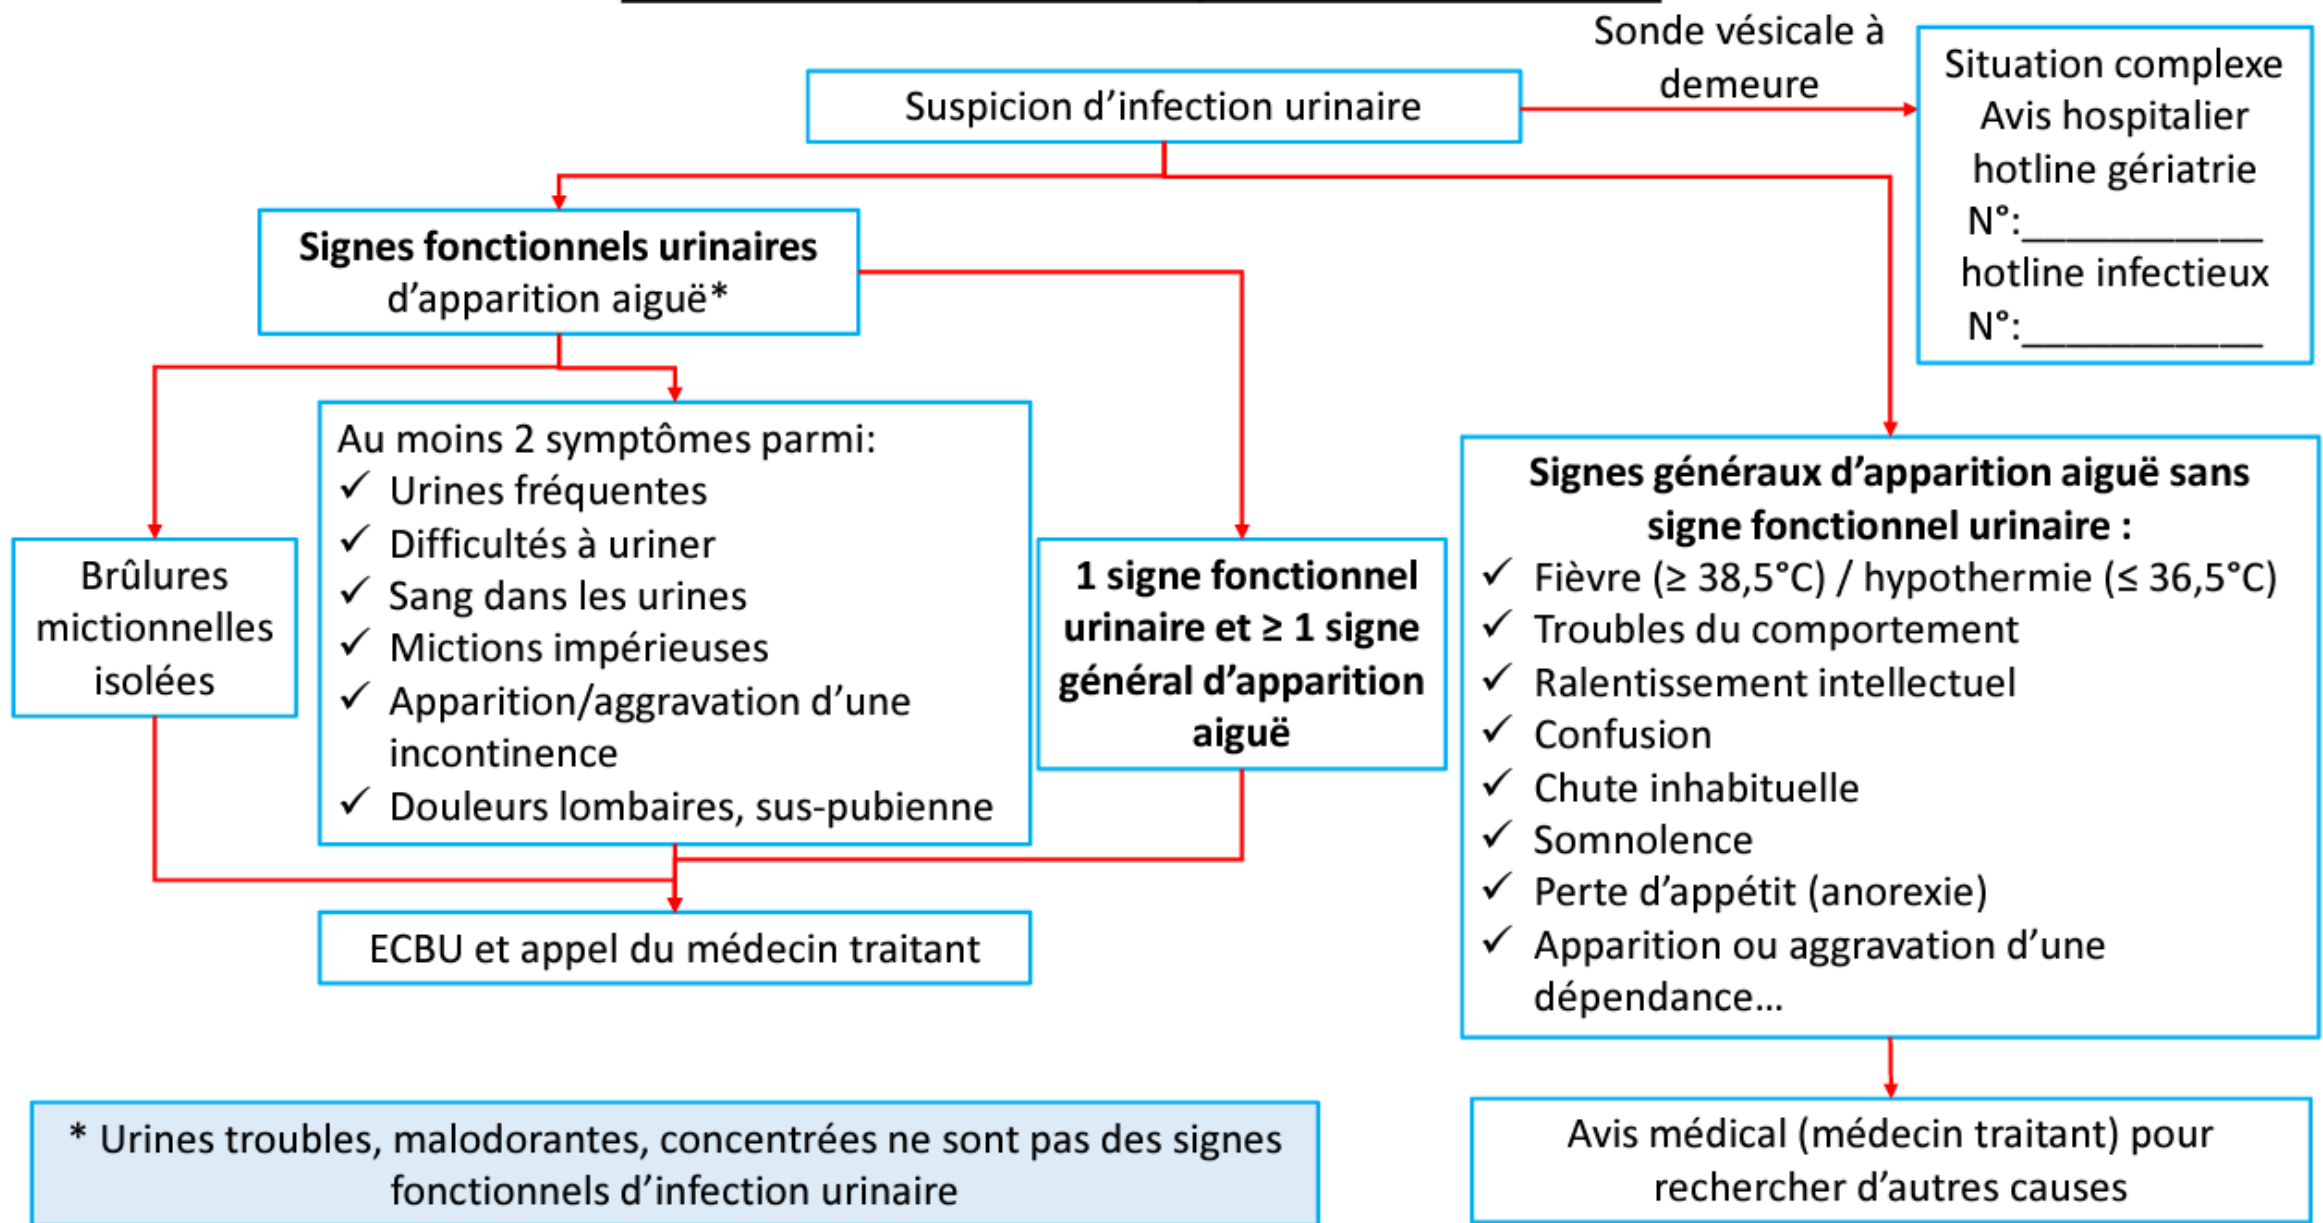 Suspicion d'infection urinaire
Sonde vésicale à
demeure
Situation complexe
Avis hospitalier
hotline gériatrie
N°:___________
hotline infectieux
N°:___________
Signes fonctionnels urinaires
d'apparition aiguë*
Brûlures
mictionnelles
isolées
Au moins 2 symptômes parmi:
✓ Urines fréquentes
✓ Difficultés à uriner
✓ Sang dans les urines
✓ Mictions impérieuses
✓ Apparition/aggravation d'une
incontinence
✓ Douleurs lombaires, sus-pubienne
1 signe fonctionnel
urinaire et ≥ 1 signe
général d'apparition
aiguë
Signes généraux d'apparition aiguë sans
signe fonctionnel urinaire :
✓ Fièvre (≥ 38,5°C) / hypothermie (≤ 36,5°C)
✓ Troubles du comportement
✓ Ralentissement intellectuel
✓ Confusion
✓ Chute inhabituelle
✓ Somnolence
✓ Perte d'appétit (anorexie)
✓ Apparition ou aggravation d'une
dépendance...
ECBU et appel du médecin traitant
* Urines troubles, malodorantes, concentrées ne sont pas des signes
fonctionnels d'infection urinaire
Avis médical (médecin traitant) pour
rechercher d'autres causes